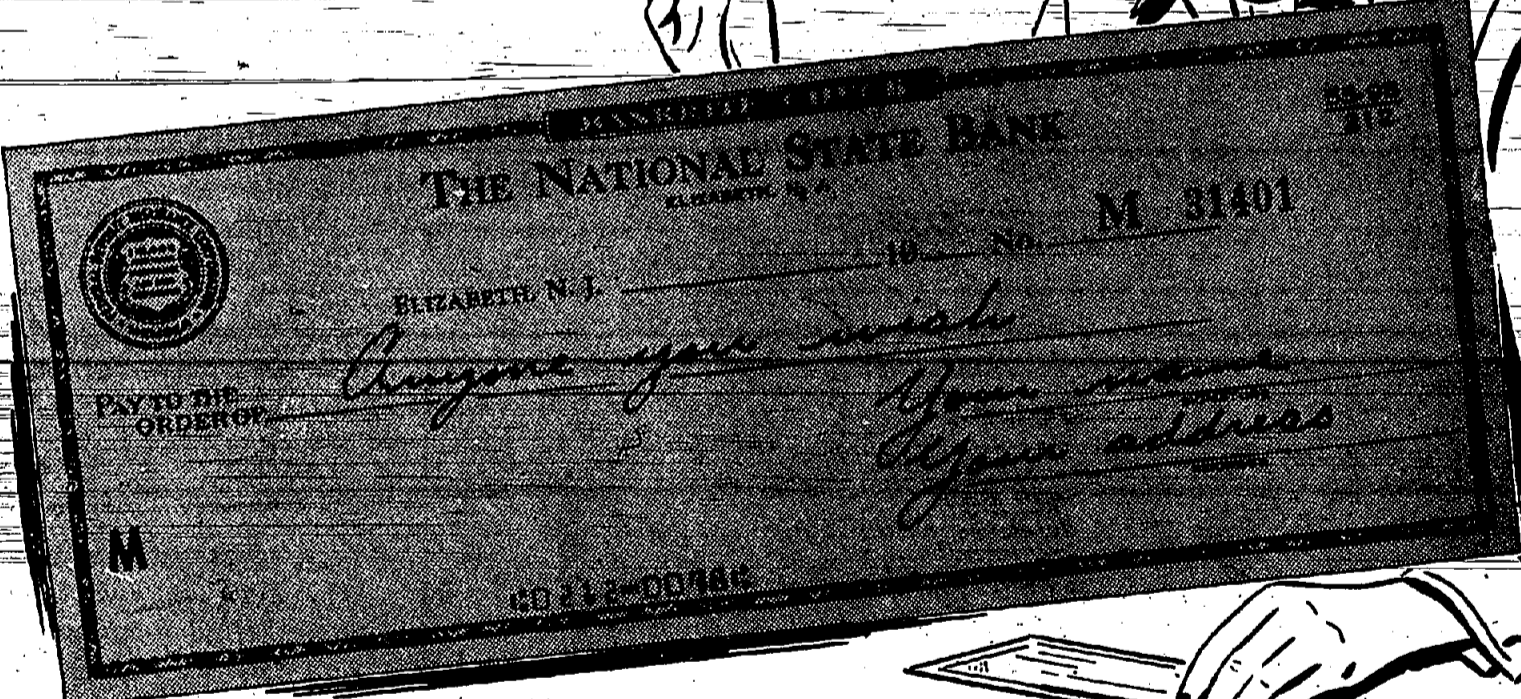 THE NATIONAL STATE BANK
ELIZABETH, N. J.
M 31401
ELIZABETH, N. J. 19 No.
PAY TO THE
ORDER OF
Anyone you wish
Your name
Your address
M